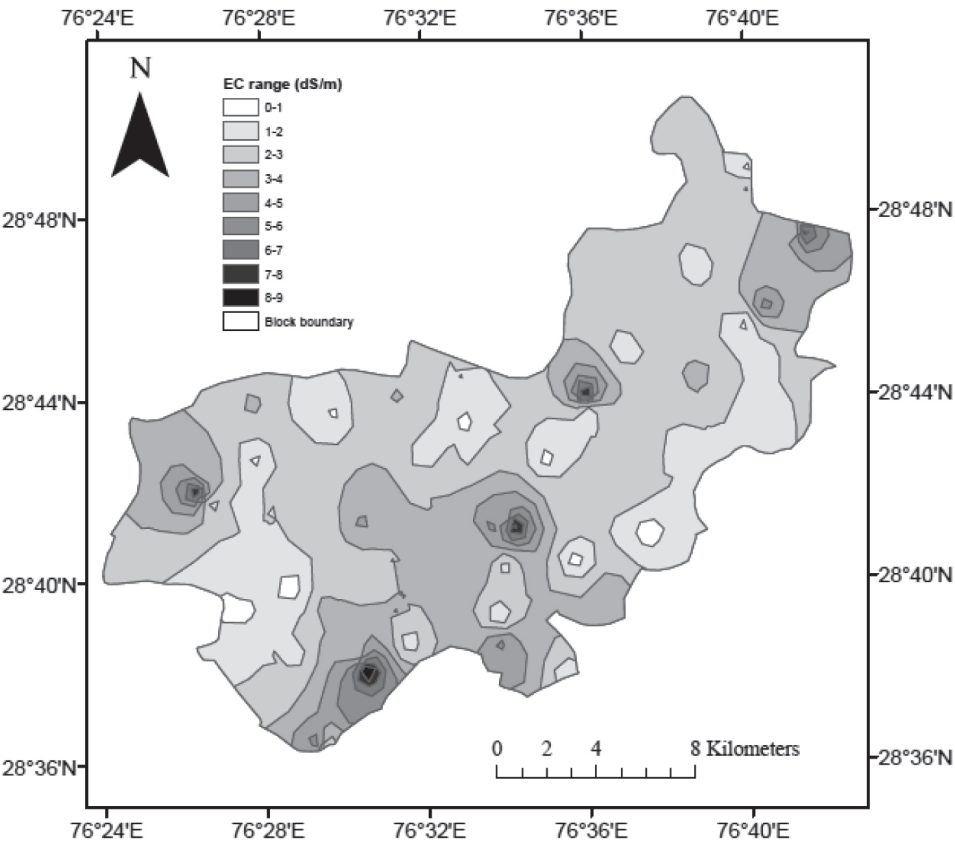 76°24'E 76°28'E 76°32'E 76°36'E 76°40'E
N
EC range (dS/m)
0-1
1-2
2-3
3-4
4-5
5-6
6-7
7-8
8-9
Block boundary
28°48'N 28°48'N
28°44'N 28°44'N
28°40'N 28°40'N
0 2 4 8 Kilometers
28°36'N 28°36'N
76°24'E 76°28'E 76°32'E 76°36'E 76°40'E